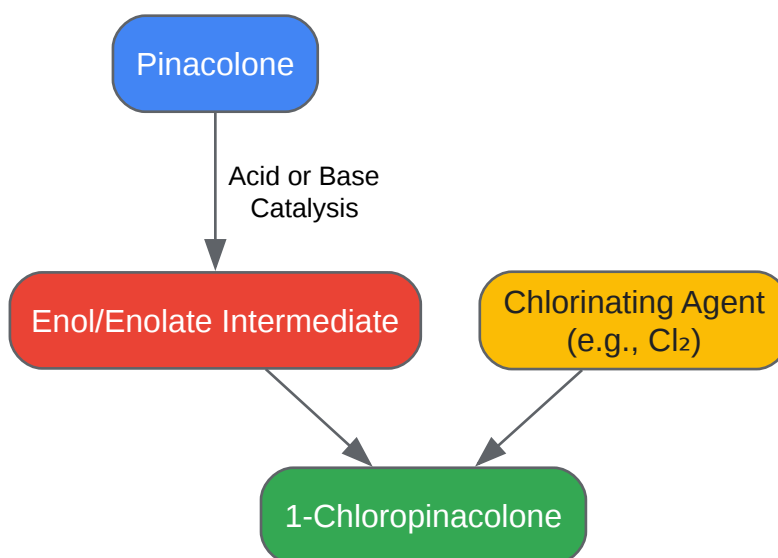 Pinacolone
Acid or Base
Catalysis
Enol/Enolate Intermediate
Chlorinating Agent
(e.g., Cl₂)
1-Chloropinacolone